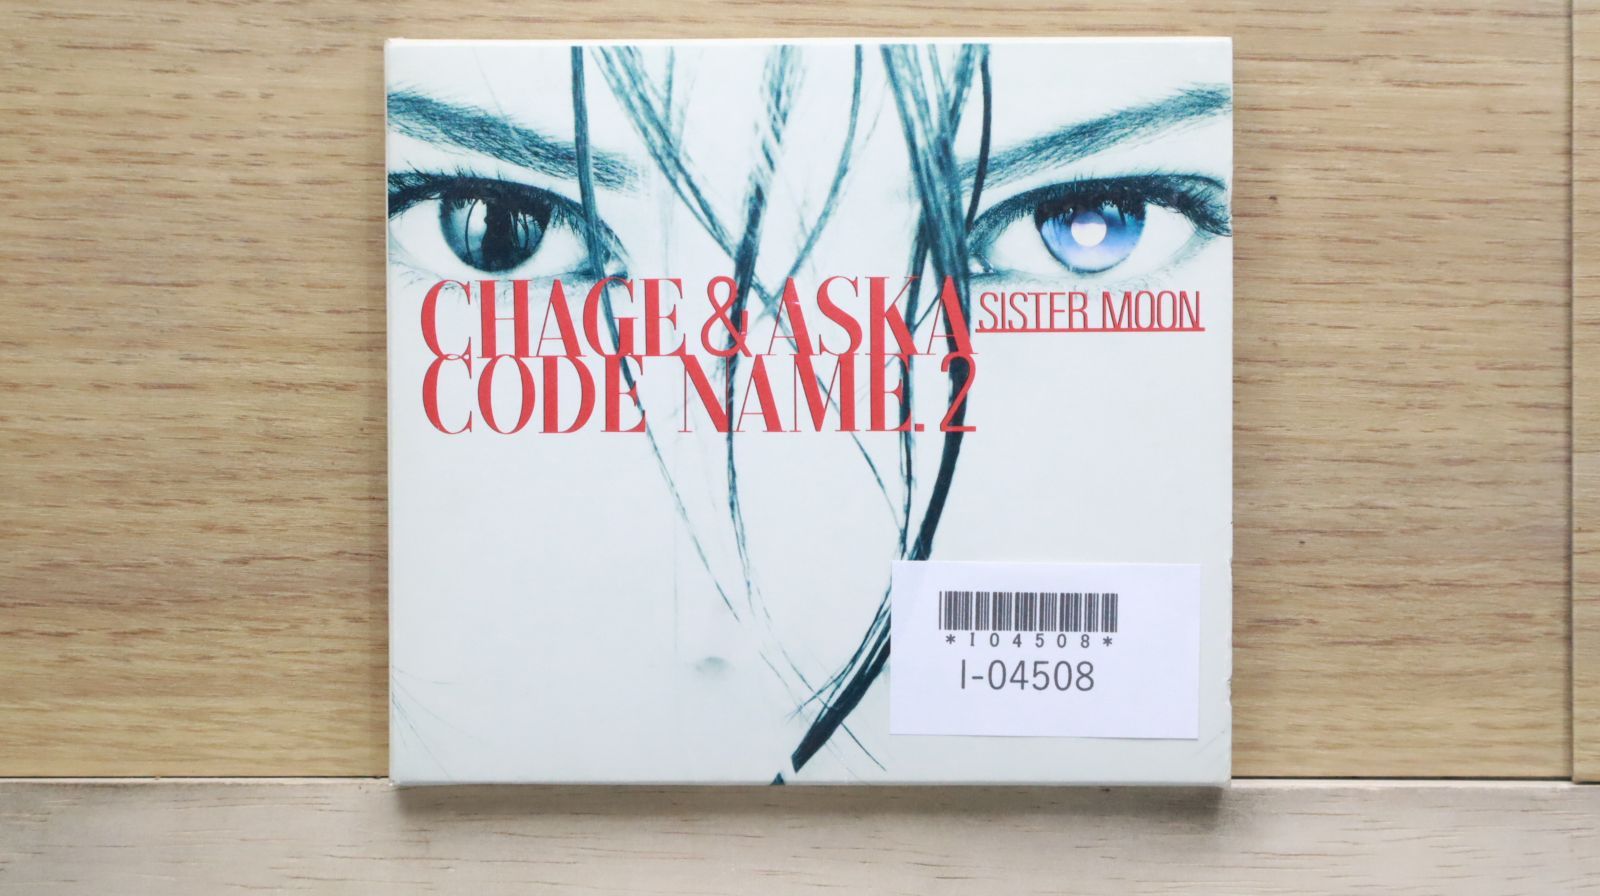 CHAGE & ASKA SISTER MOON
CODE NAME. 2
*I04508*
I-04508